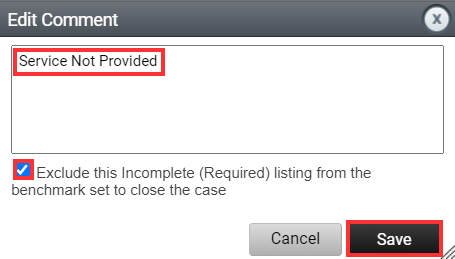 Edit Comment
X
Service Not Provided
Exclude this Incomplete (Required) listing from the
benchmark set to close the case
Cancel
Save